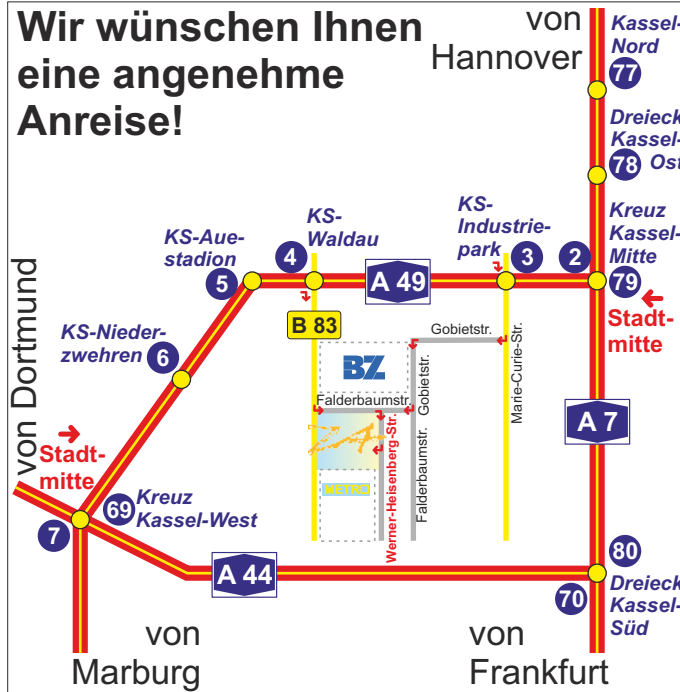 Wir wünschen Ihnen
eine angenehme
Anreise!
von
Hannover
Kassel-
Nord
77
Dreieck
Kassel-
78 Ost
KS-
Waldau
KS-
Industrie-
park
Kreuz
Kassel-
Mitte
KS-Aue-
stadion
5
4
A 49
3
2
79
Stadt-
mitte
B 83
Gobietstr.
KS-Nieder-
zwehren
6
BZ
Gobietstr.
Marie-Curie-Str.
von Dortmund
Falderbaumstr.
A 7
Stadt-
mitte
Werner-Heisenberg-Str.
Falderbaumstr.
METRO
69
Kreuz
Kassel-West
7
A 44
80
70
Dreieck
Kassel-
Süd
von
Marburg
von
Frankfurt